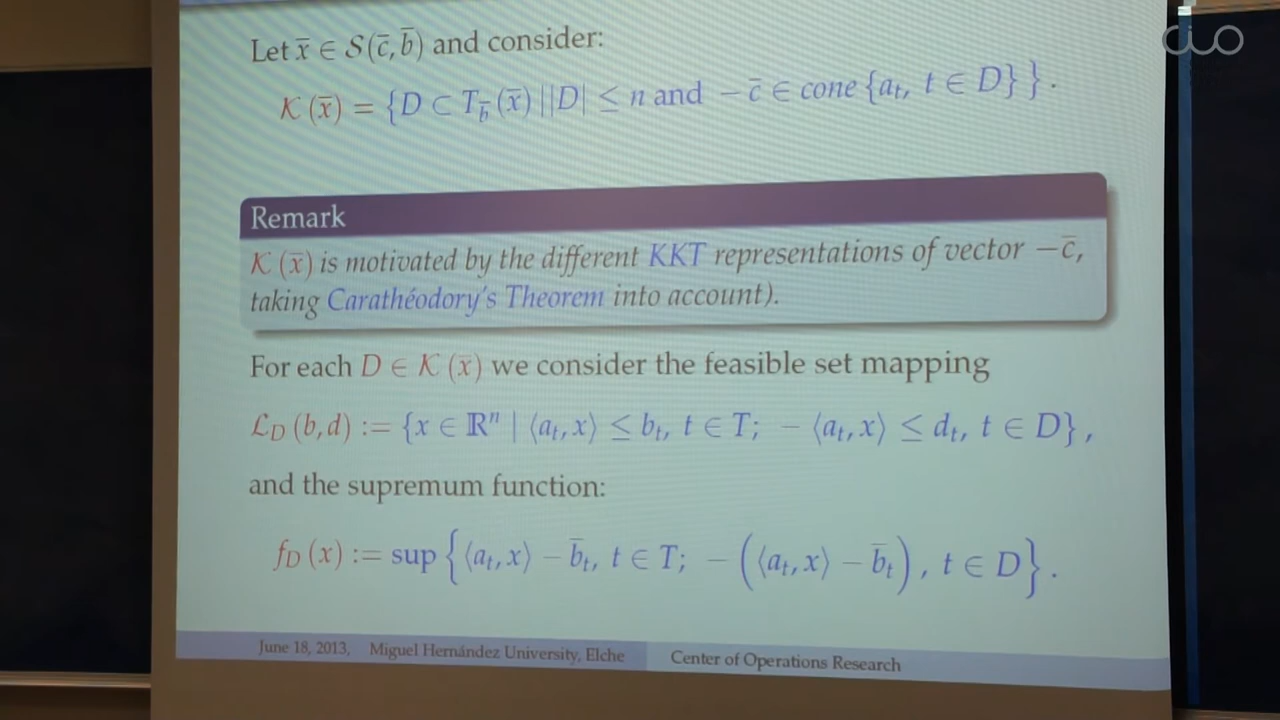 CIO
Let x̄ ∈ S(c̄, b̄) and consider:
K(x̄) = {D ⊂ T_b̄(x̄) ||D| ≤ n and −c̄ ∈ cone {a_t, t ∈ D} } .
Remark
K(x̄) is motivated by the different KKT representations of vector −c̄,
taking Carathéodory's Theorem into account).
For each D ∈ K(x̄) we consider the feasible set mapping
L_D(b, d) := {x ∈ ℝⁿ | ⟨a_t, x⟩ ≤ b_t, t ∈ T; − ⟨a_t, x⟩ ≤ d_t, t ∈ D} ,
and the supremum function:
f_D(x) := sup { ⟨a_t, x⟩ − b̄_t, t ∈ T; − (⟨a_t, x⟩ − b̄_t) , t ∈ D} .
June 18, 2013, Miguel Hernández University, Elche Center of Operations Research